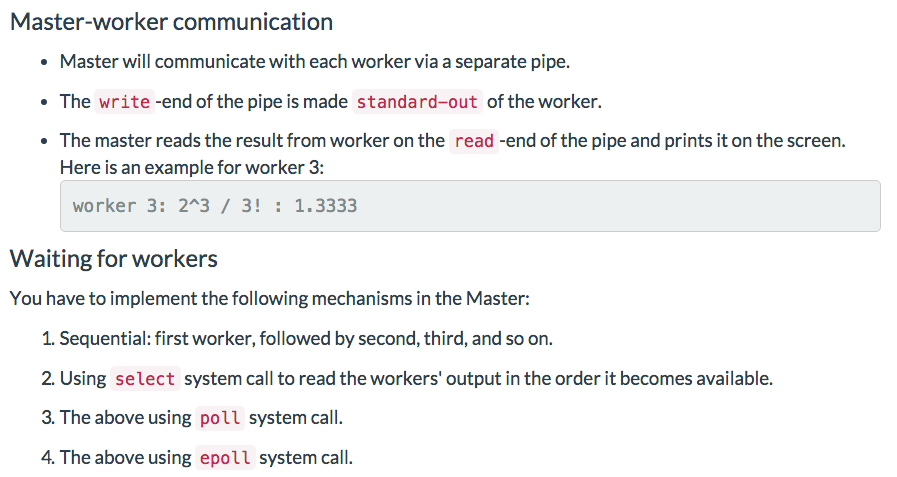 Master-worker communication
• Master will communicate with each worker via a separate pipe.
• The write -end of the pipe is made standard-out of the worker.
• The master reads the result from worker on the read -end of the pipe and prints it on the screen.
Here is an example for worker 3:
worker 3: 2^3 / 3! : 1.3333
Waiting for workers
You have to implement the following mechanisms in the Master:
1. Sequential: first worker, followed by second, third, and so on.
2. Using select system call to read the workers' output in the order it becomes available.
3. The above using poll system call.
4. The above using epoll system call.